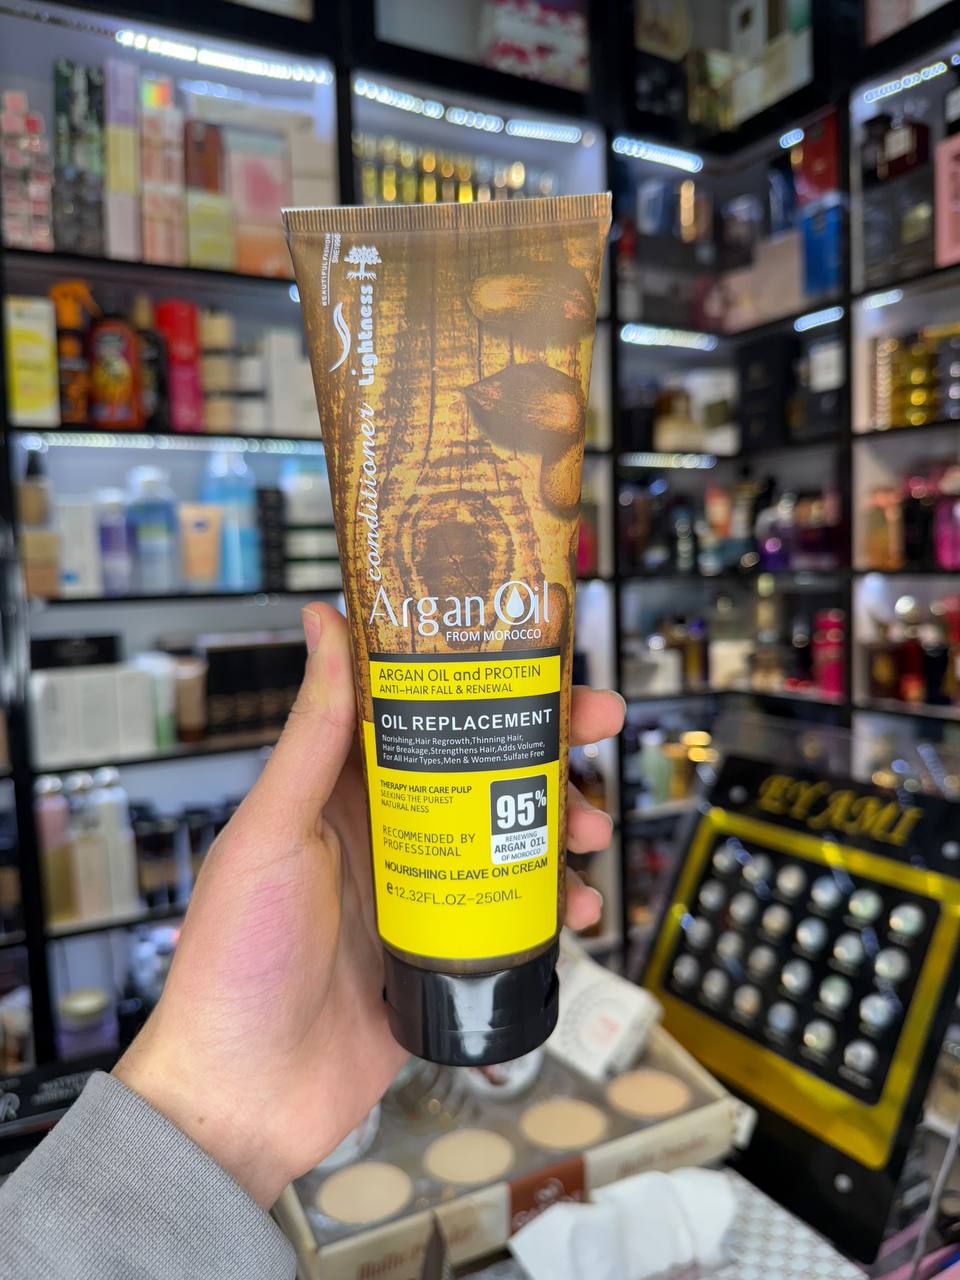 BEAUTIFUL FASHION
SINCE1996
Lightness
conditioner
Argan Oil
FROM MOROCCO
ARGAN OIL and PROTEIN
ANTI-HAIR FALL & RENEWAL
OIL REPLACEMENT
Norishing,Hair Regrowth,Thinning Hair,
Hair Breakage,Strengthens Hair,Adds Volume,
For All Hair Types,Men & Women.Sulfate Free
THERAPY HAIR CARE PULP
SEEKING THE PUREST
NATURAL NESS
RECOMMENDED BY
PROFESSIONAL
95%
RENEWING
ARGAN OIL
OF MOROCCO
NOURISHING LEAVE ON CREAM
e12.32FL.OZ-250ML
EYAMI